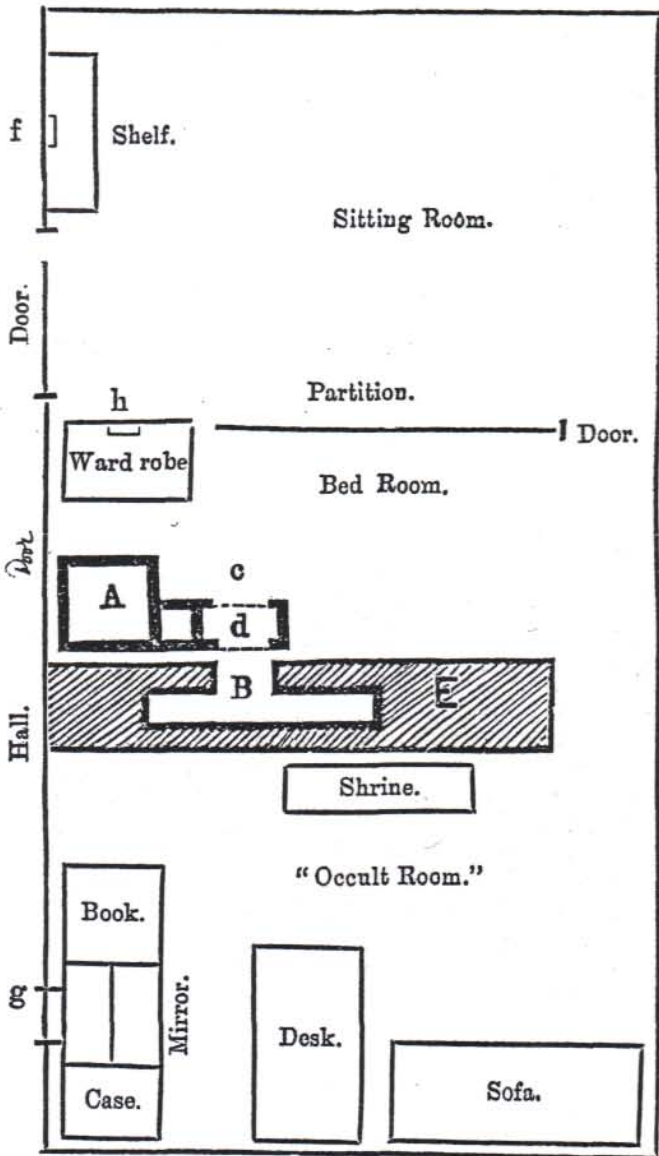 f
Shelf.
Sitting Room.
Door.
h
Partition.
Door.
Ward robe
Bed Room.
Door
A
c
d
B
E
Hall.
Shrine.
"Occult Room."
Book.
g
Mirror.
Desk.
Case.
Sofa.